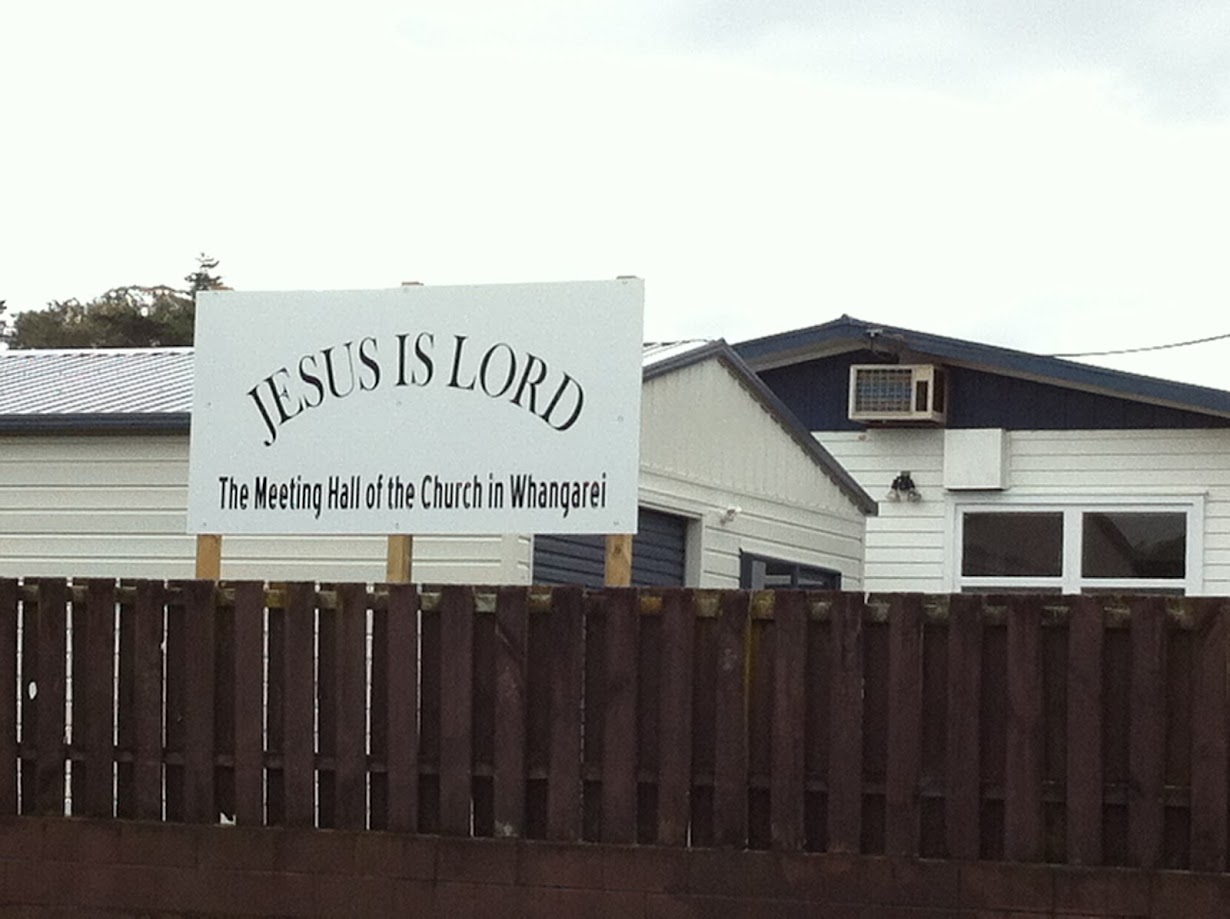 JESUS IS LORD
The Meeting Hall of the Church in Whangarei